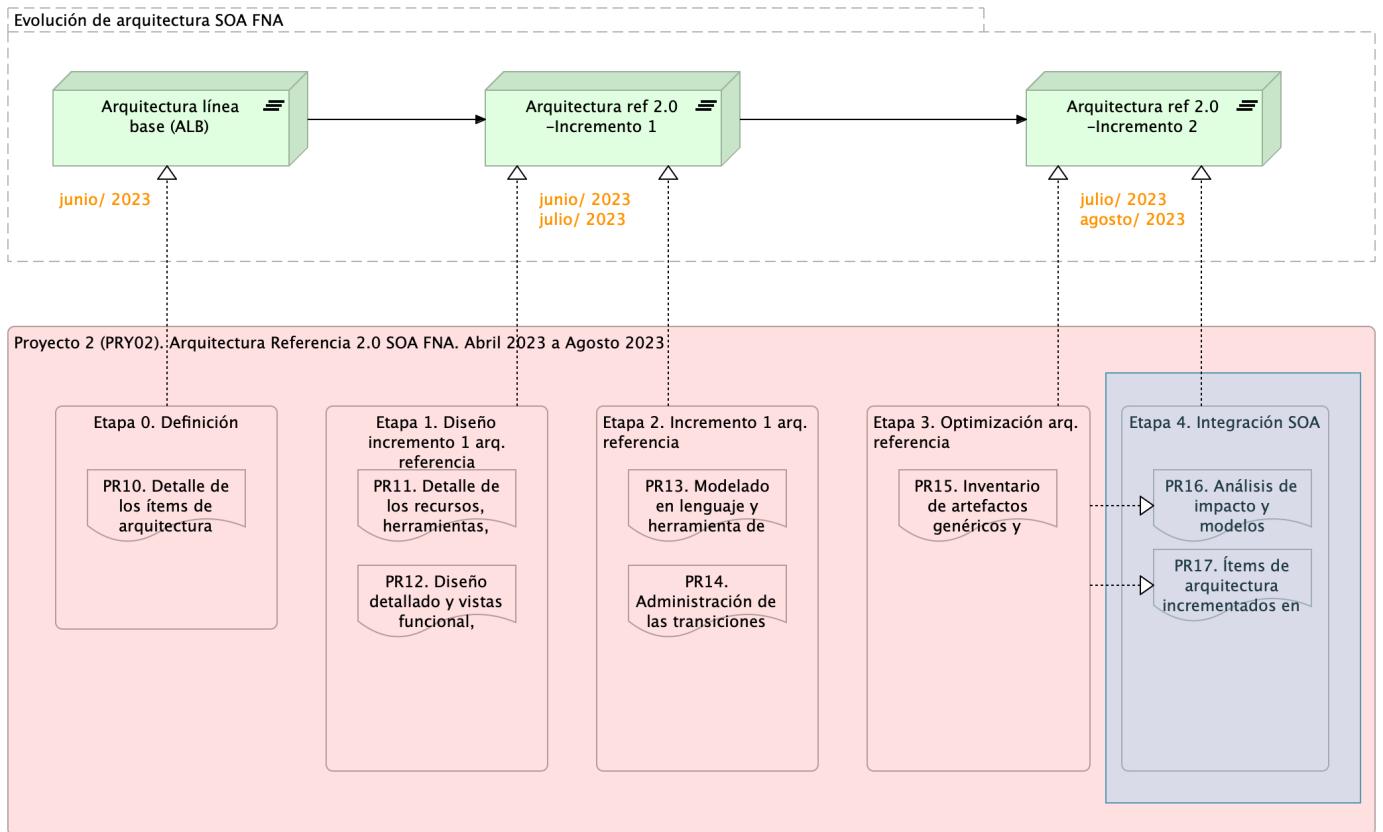 Evolución de arquitectura SOA FNA
Arquitectura línea
base (ALB)
Arquitectura ref 2.0
-Incremento 1
Arquitectura ref 2.0
-Incremento 2
junio/ 2023
junio/ 2023
julio/ 2023
julio/ 2023
agosto/ 2023
Proyecto 2 (PRY02). Arquitectura Referencia 2.0 SOA FNA. Abril 2023 a Agosto 2023
Etapa 0. Definición
PR10. Detalle de
los ítems de
arquitectura
Etapa 1. Diseño
incremento 1 arq.
referencia
PR11. Detalle de
los recursos,
herramientas,
PR12. Diseño
detallado y vistas
funcional,
Etapa 2. Incremento 1 arq.
referencia
PR13. Modelado
en lenguaje y
herramienta de
PR14.
Administración de
las transiciones
Etapa 3. Optimización arq.
referencia
PR15. Inventario
de artefactos
genéricos y
Etapa 4. Integración SOA
PR16. Análisis de
impacto y
modelos
PR17. Ítems de
arquitectura
incrementados en